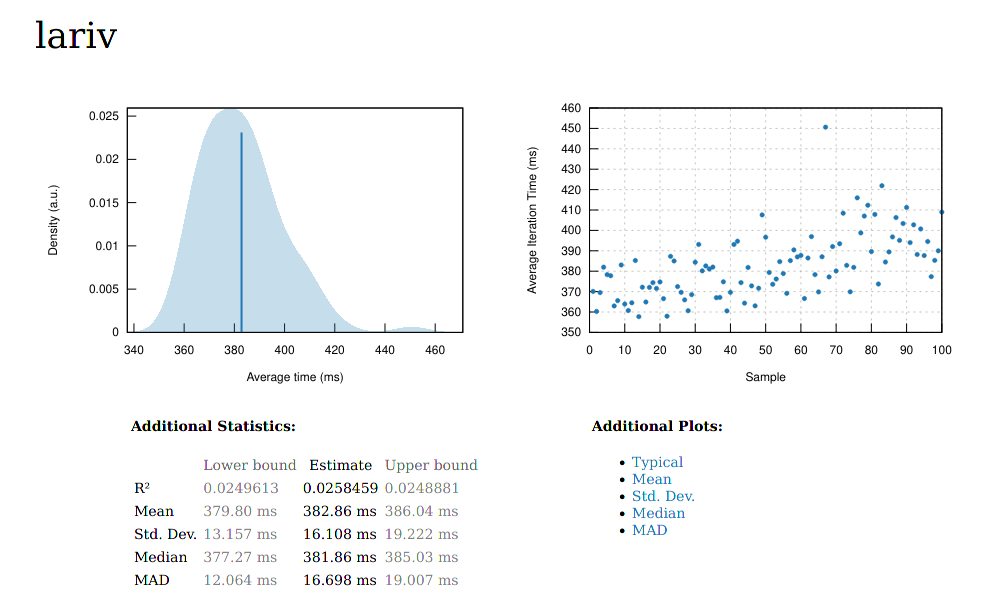 lariv
0.025
0.02
0.015
0.01
0.005
0
340 360 380 400 420 440 460
Density (a.u.)
Average time (ms)
460
450
440
430
420
410
400
390
380
370
360
350
0 10 20 30 40 50 60 70 80 90 100
Average Iteration Time (ms)
Sample
Additional Statistics:
Lower bound Estimate Upper bound
R² 0.0249613 0.0258459 0.0248881
Mean 379.80 ms 382.86 ms 386.04 ms
Std. Dev. 13.157 ms 16.108 ms 19.222 ms
Median 377.27 ms 381.86 ms 385.03 ms
MAD 12.064 ms 16.698 ms 19.007 ms
Additional Plots:
Typical
Mean
Std. Dev.
Median
MAD